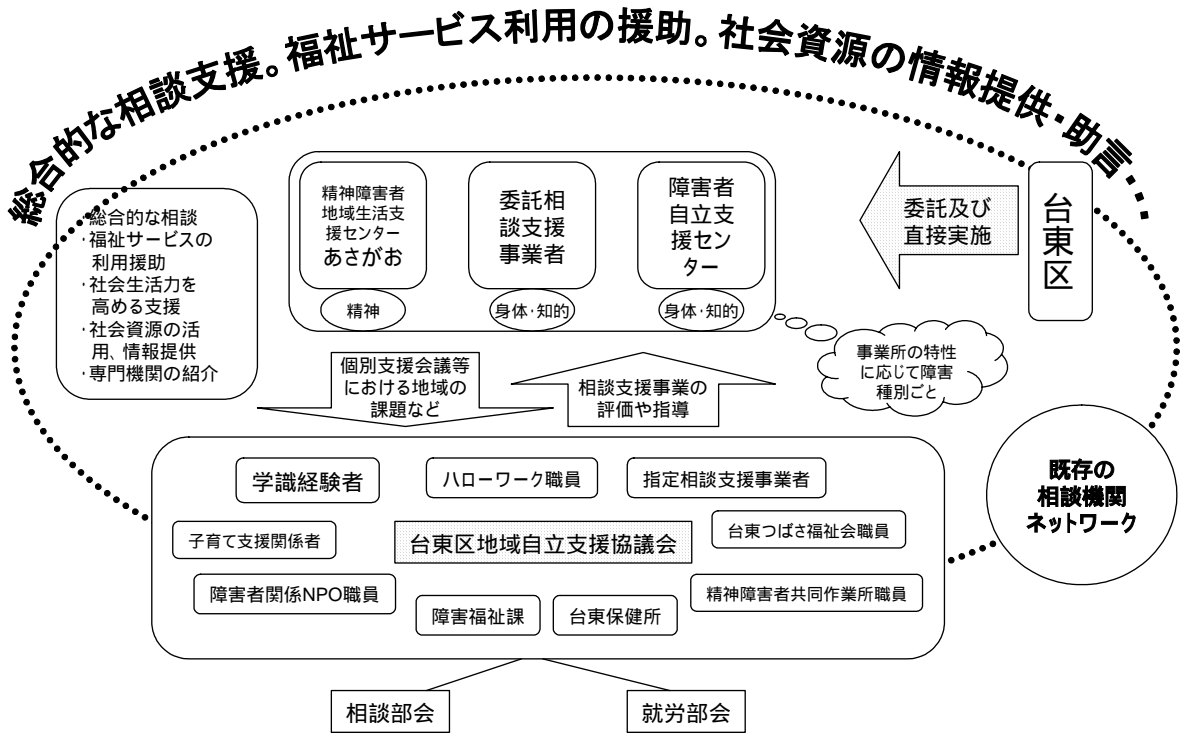 総合的な相談支援。福祉サービス利用の援助。社会資源の情報提供・助言・・・
総合的な相談
・福祉サービスの
利用援助
・社会生活力を
高める支援
・社会資源の活
用、情報提供
・専門機関の紹介
精神障害者
地域生活支
援センター
あさがお
精神
委託相
談支援
事業者
身体・知的
障害者
自立支
援セン
ター
身体・知的
委託及び
直接実施
台東区
事業所の特性
に応じて障害
種別ごと
個別支援会議等
における地域の
課題など
相談支援事業の
評価や指導
既存の
相談機関
ネットワーク
学識経験者
ハローワーク職員
指定相談支援事業者
子育て支援関係者
台東区地域自立支援協議会
台東つばさ福祉会職員
障害者関係NPO職員
障害福祉課
台東保健所
精神障害者共同作業所職員
相談部会
就労部会